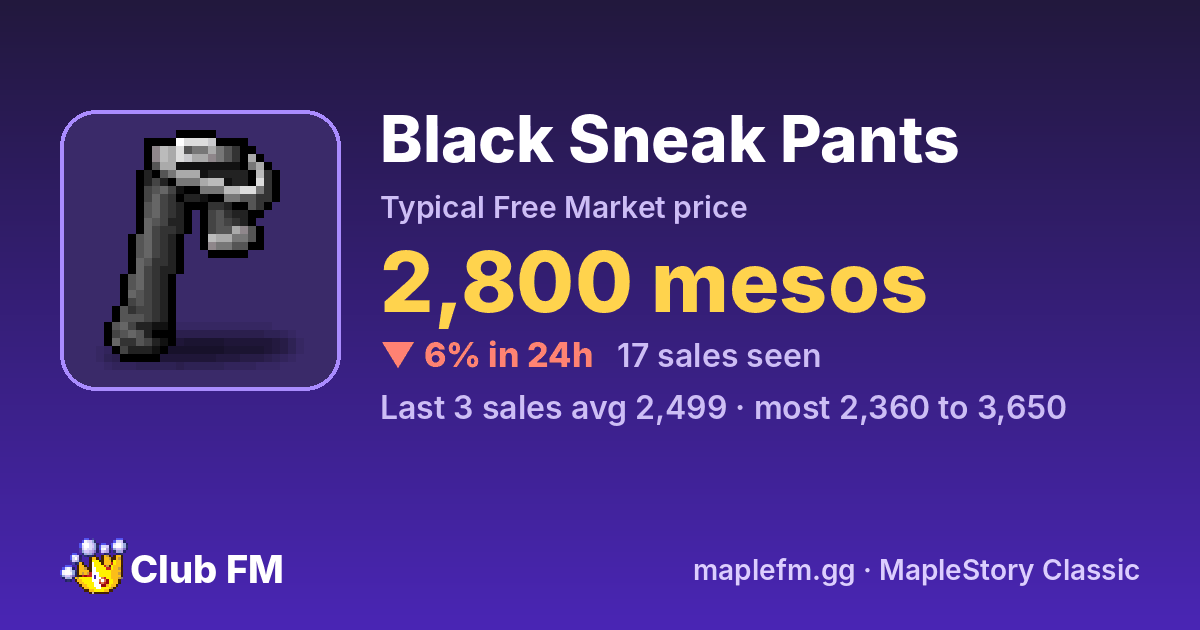 Black Sneak Pants
Typical Free Market price
2,800 mesos
▼ 6% in 24h 17 sales seen
Last 3 sales avg 2,499 · most 2,360 to 3,650
Club FM
maplefm.gg · MapleStory Classic